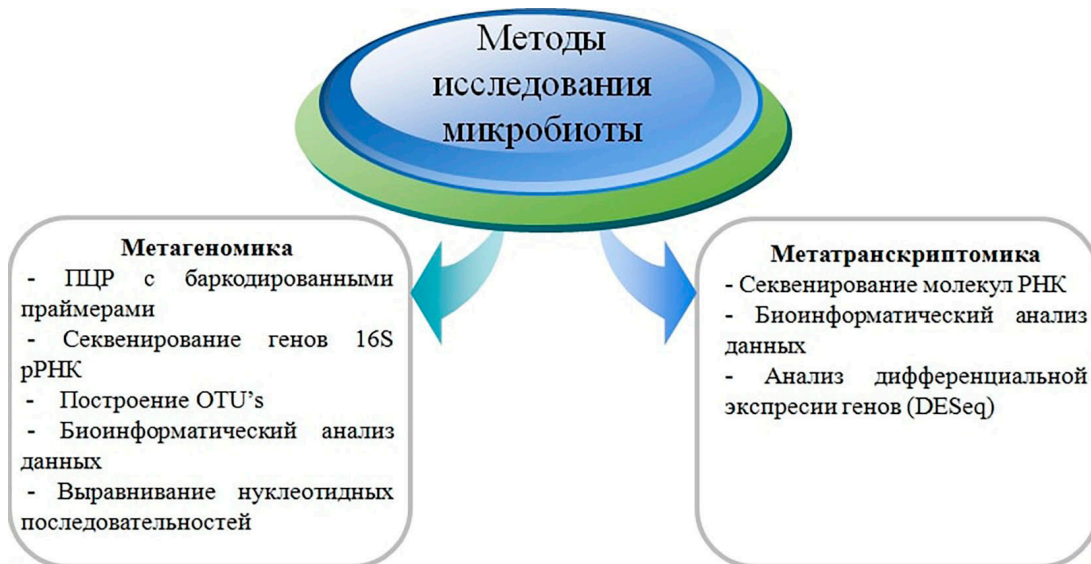 Методы
исследования
микробиоты
Метагеномика
- ПЦР с баркодированными
праймерами
- Секвенирование генов 16S
рРНК
- Построение OTU’s
- Биоинформатический анализ
данных
- Выравнивание нуклеотидных
последовательностей
Метатранскриптомика
- Секвенирование молекул РНК
- Биоинформатический анализ
данных
- Анализ дифференциальной
экспресии генов (DESeq)